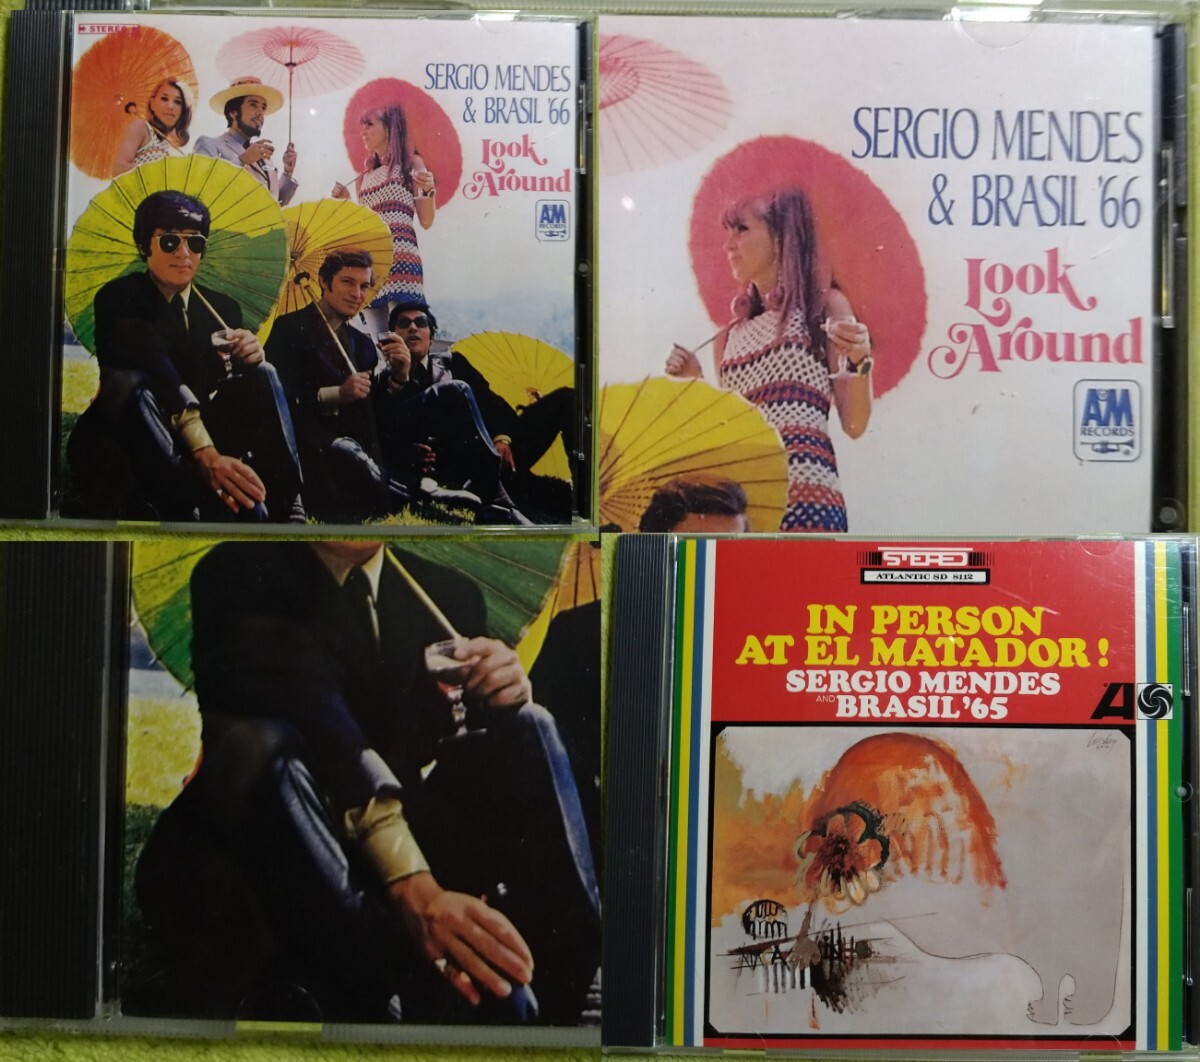 STEREO
SERGIO MENDES
& BRASIL '66
Look
Around
A&M
RECORDS
SERGIO MENDES
& BRASIL '66
Look
Around
A&M
RECORDS
STEREO
ATLANTIC SD 8112
IN PERSON
AT EL MATADOR!
SERGIO MENDES
AND BRASIL '65
A